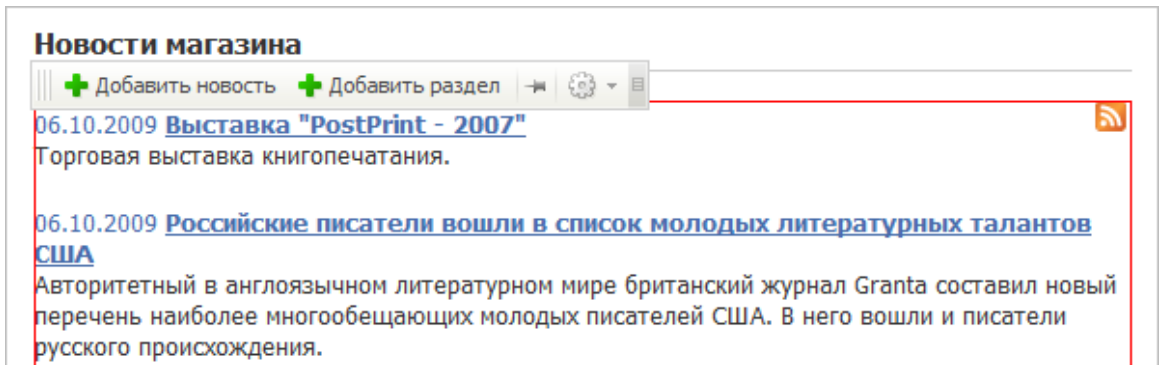 Новости магазина
Добавить новость Добавить раздел
06.10.2009 Выставка "PostPrint - 2007"
Торговая выставка книгопечатания.
06.10.2009 Российские писатели вошли в список молодых литературных талантов
США
Авторитетный в англоязычном литературном мире британский журнал Granta составил новый
перечень наиболее многообещающих молодых писателей США. В него вошли и писатели
русского происхождения.